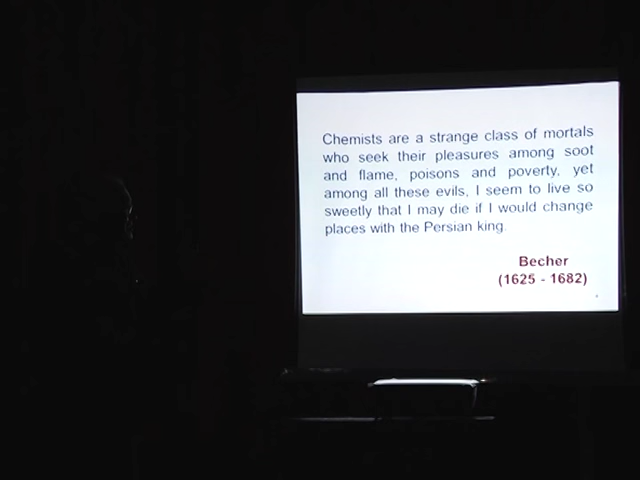 Chemists are a strange class of mortals
who seek their pleasures among soot
and flame, poisons and poverty, yet
among all these evils, I seem to live so
sweetly that I may die if I would change
places with the Persian king.
Becher
(1625 - 1682)